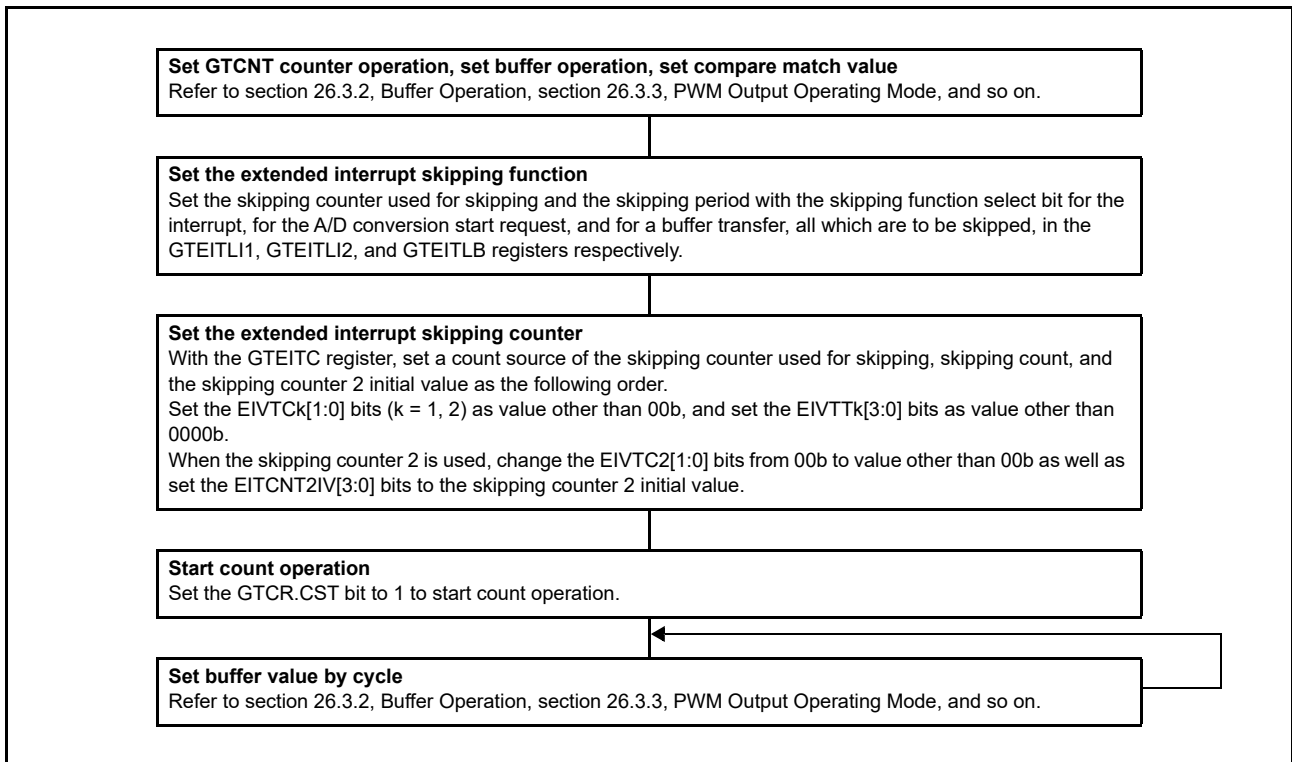 Set GTCNT counter operation, set buffer operation, set compare match value
Refer to section 26.3.2, Buffer Operation, section 26.3.3, PWM Output Operating Mode, and so on.
Set the extended interrupt skipping function
Set the skipping counter used for skipping and the skipping period with the skipping function select bit for the
interrupt, for the A/D conversion start request, and for a buffer transfer, all which are to be skipped, in the
GTEITLI1, GTEITLI2, and GTEITLB registers respectively.
Set the extended interrupt skipping counter
With the GTEITC register, set a count source of the skipping counter used for skipping, skipping count, and
the skipping counter 2 initial value as the following order.
Set the EIVTCk[1:0] bits (k = 1, 2) as value other than 00b, and set the EIVTTk[3:0] bits as value other than
0000b.
When the skipping counter 2 is used, change the EIVTC2[1:0] bits from 00b to value other than 00b as well as
set the EITCNT2IV[3:0] bits to the skipping counter 2 initial value.
Start count operation
Set the GTCR.CST bit to 1 to start count operation.
Set buffer value by cycle
Refer to section 26.3.2, Buffer Operation, section 26.3.3, PWM Output Operating Mode, and so on.